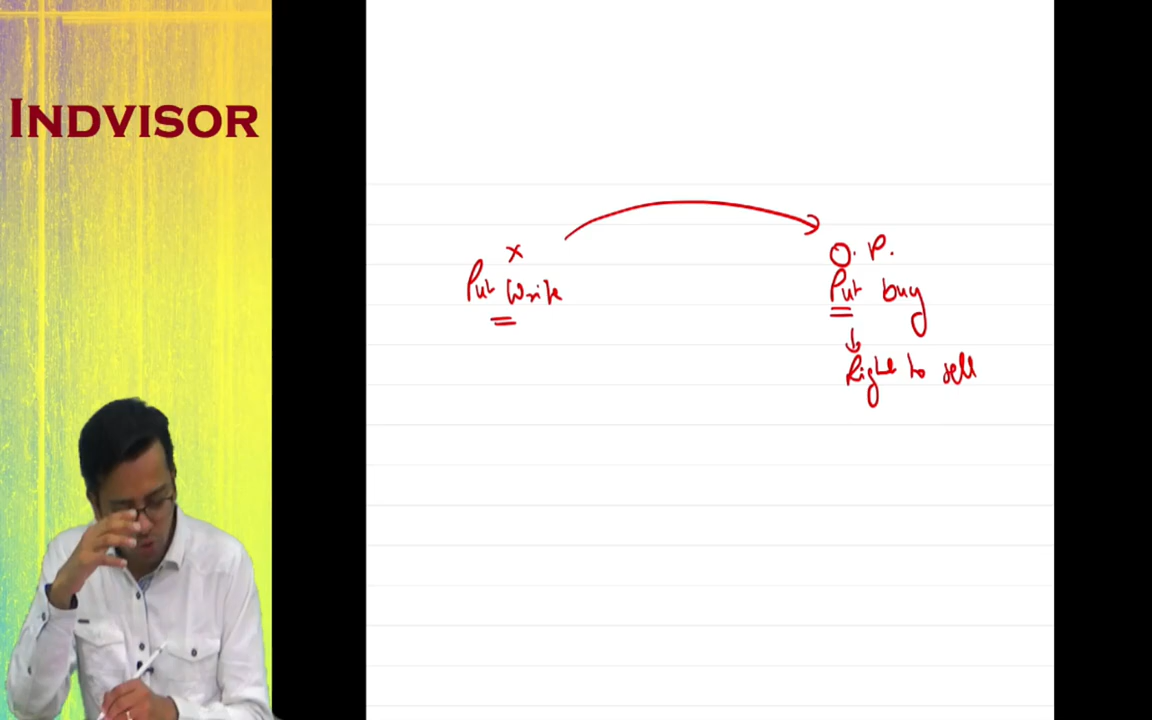 INDVISOR
x
Put Write
O. P.
Put buy
Right to sell